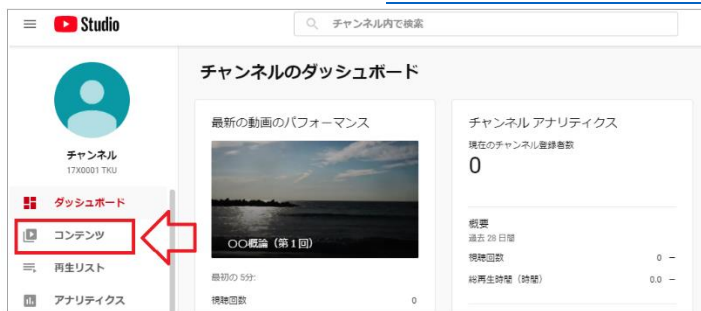 Studio
チャンネル内で検索
チャンネル
17X0001 TKU
ダッシュボード
コンテンツ
再生リスト
アナリティクス
チャンネルのダッシュボード
最新の動画のパフォーマンス
〇〇概論（第１回）
最初の 5分:
視聴回数 0
チャンネル アナリティクス
現在のチャンネル登録者数
0
概要
過去 28 日間
視聴回数 0 —
総再生時間（時間） 0.0 —